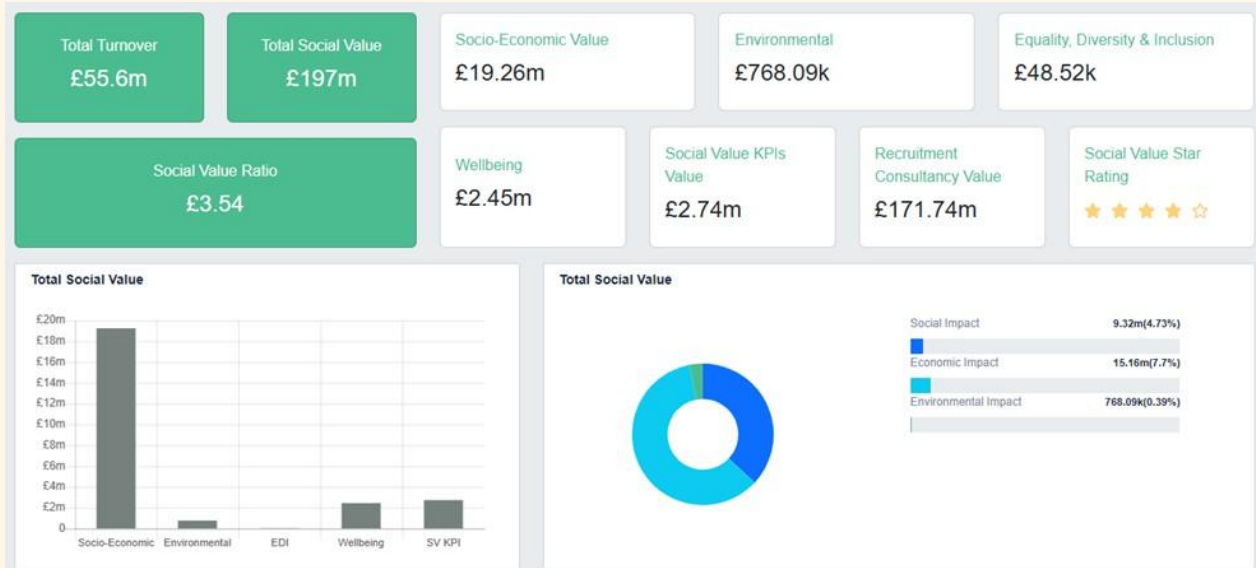 Total Turnover
£55.6m
Total Social Value
£197m
Socio-Economic Value
£19.26m
Environmental
£768.09k
Equality, Diversity & Inclusion
£48.52k
Social Value Ratio
£3.54
Wellbeing
£2.45m
Social Value KPIs
Value
£2.74m
Recruitment
Consultancy Value
£171.74m
Social Value Star
Rating
Total Social Value
£20m
£18m
£16m
£14m
£12m
£10m
£8m
£6m
£4m
£2m
0
Socio-Economic Environmental EDI Wellbeing SV KPI
Total Social Value
Social Impact 9.32m(4.73%)
Economic Impact 15.16m(7.7%)
Environmental Impact 768.09k(0.39%)